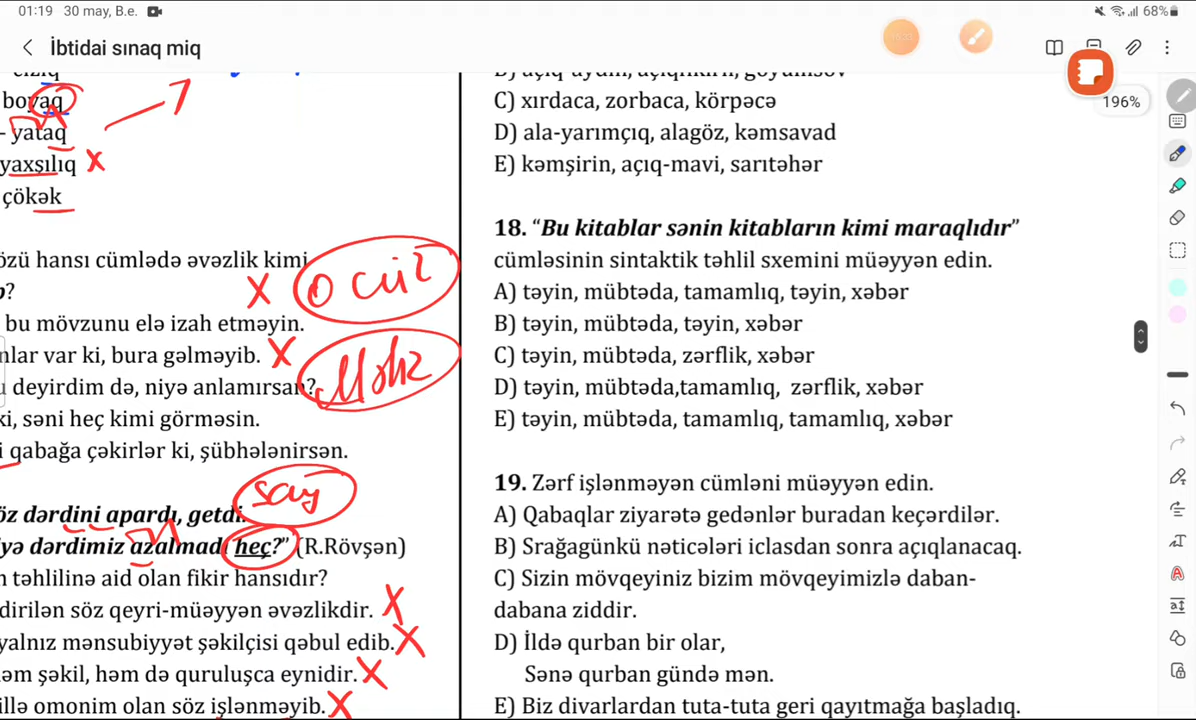 01:19 30 may, B.e.
68%
İbtidai sınaq miq
196%
boyaq
- yataq
yaxşılıq x
çökək
özü hansı cümlədə əvəzlik kimi
?
bu mövzunu elə izah etməyin. x
nlar var ki, bura gəlməyib. x
u deyirdim də, niyə anlamırsan?
ki, səni heç kimi görməsin.
i qabağa çəkirlər ki, şübhələnirsən.
say
öz dərdini apardı, getdi.
yə dərdimiz azalmadı heç?” (R.Rövşən)
n təhlilinə aid olan fikir hansıdır?
dirilən söz qeyri-müəyyən əvəzlikdir. x
yalnız mənsubiyyət şəkilçisi qəbul edib. x
əm şəkil, həm də quruluşca eynidir. x
illə omonim olan söz işlənməyib. x
C) xırdaca, zorbaca, körpəcə
D) ala-yarımçıq, alagöz, kəmsavad
E) kəmşirin, açıq-mavi, sarıtəhər
18. “Bu kitablar sənin kitabların kimi maraqlıdır”
cümləsinin sintaktik təhlil sxemini müəyyən edin.
A) təyin, mübtəda, tamamlıq, təyin, xəbər
B) təyin, mübtəda, təyin, xəbər
C) təyin, mübtəda, zərflik, xəbər
D) təyin, mübtəda,tamamlıq, zərflik, xəbər
E) təyin, mübtəda, tamamlıq, tamamlıq, xəbər
19. Zərf işlənməyən cümləni müəyyən edin.
A) Qabaqlar ziyarətə gedənlər buradan keçərdilər.
B) Srağagünkü nəticələri iclasdan sonra açıqlanacaq.
C) Sizin mövqeyiniz bizim mövqeyimizlə daban-
dabana ziddir.
D) İldə qurban bir olar,
Sənə qurban gündə mən.
E) Biz divarlardan tuta-tuta geri qayıtmağa başladıq.